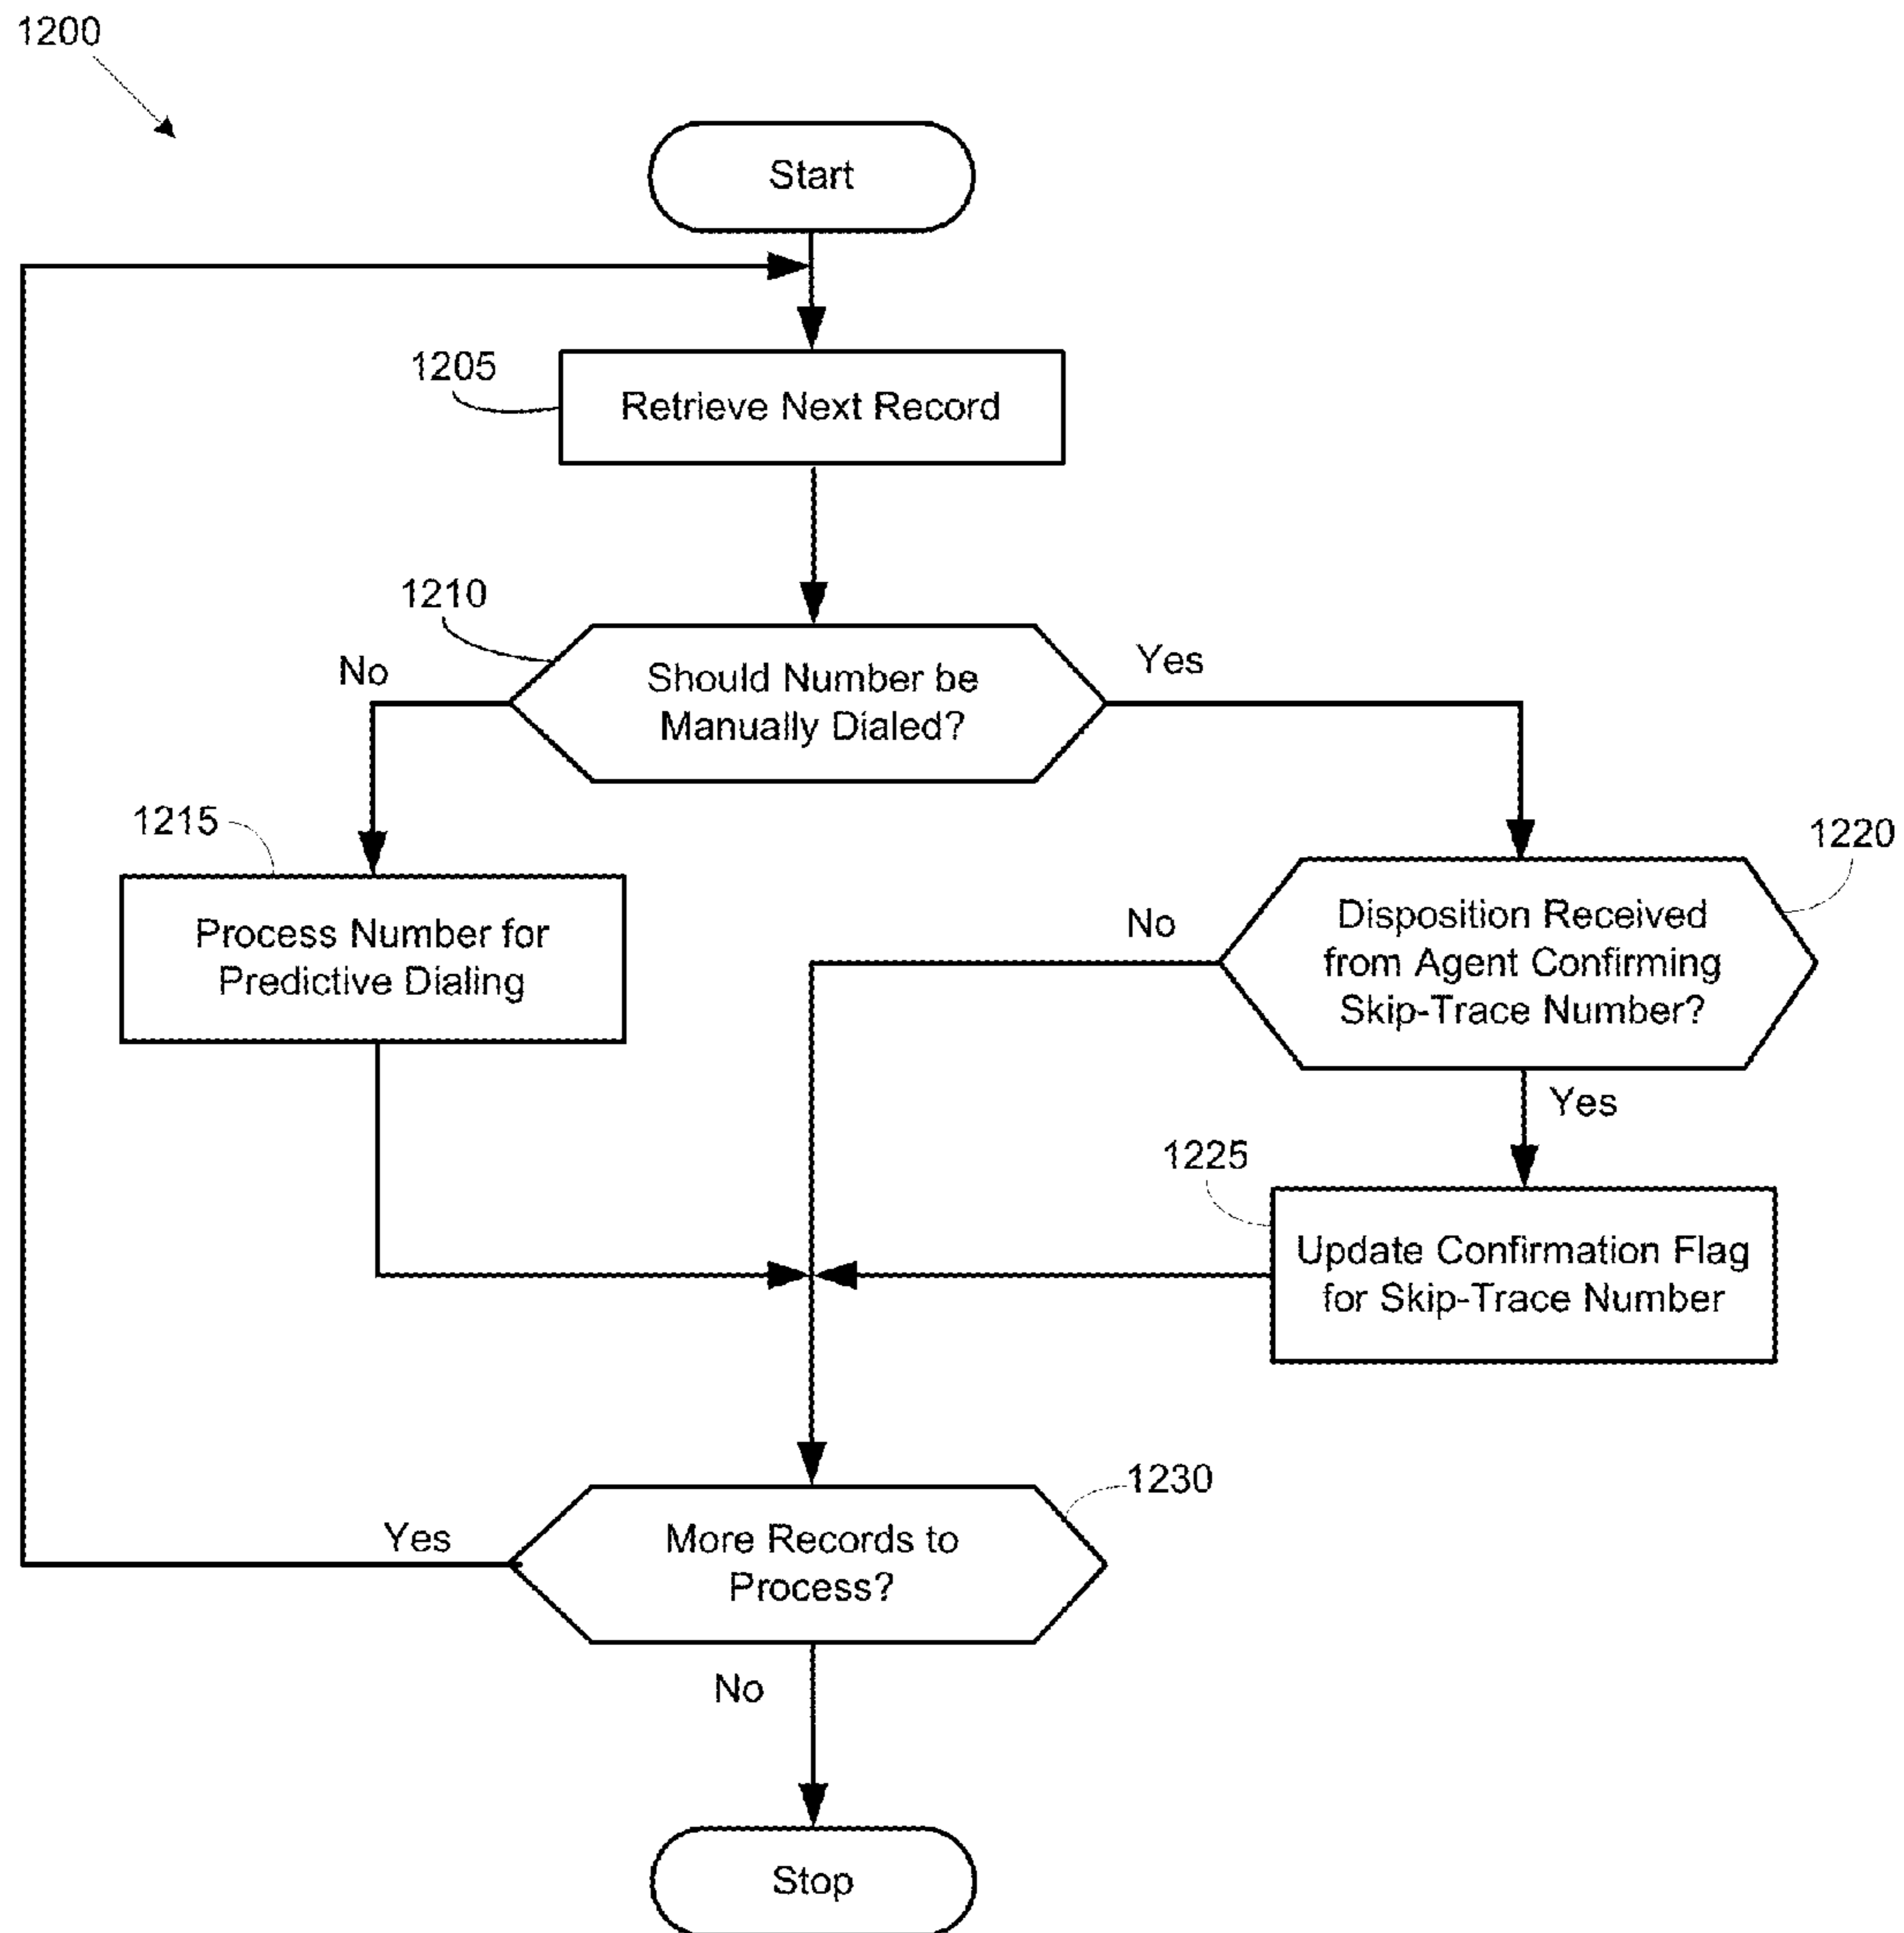 1200
Start
1205
Retrieve Next Record
1210
No
Should Number be
Manually Dialed?
Yes
1215
Process Number for
Predictive Dialing
1220
No
Disposition Received
from Agent Confirming
Skip-Trace Number?
Yes
1225
Update Confirmation Flag
for Skip-Trace Number
1230
Yes
More Records to
Process?
No
Stop